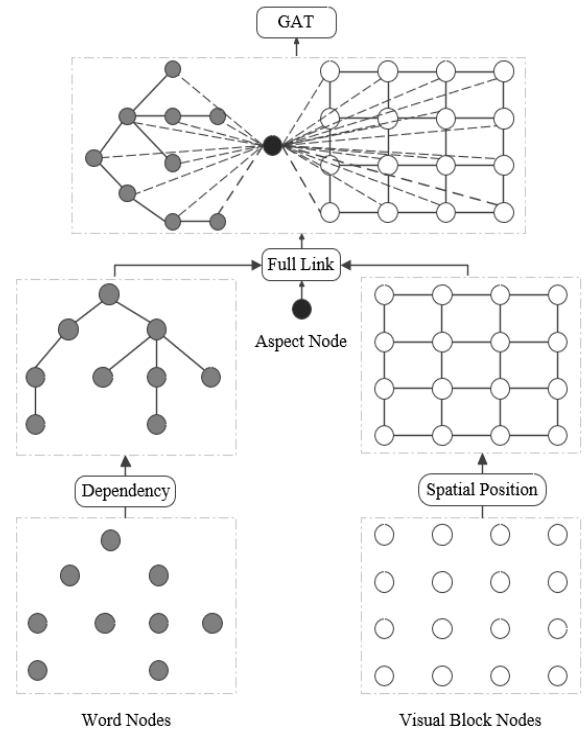 GAT
Full Link
Aspect Node
Dependency
Spatial Position
Word Nodes
Visual Block Nodes